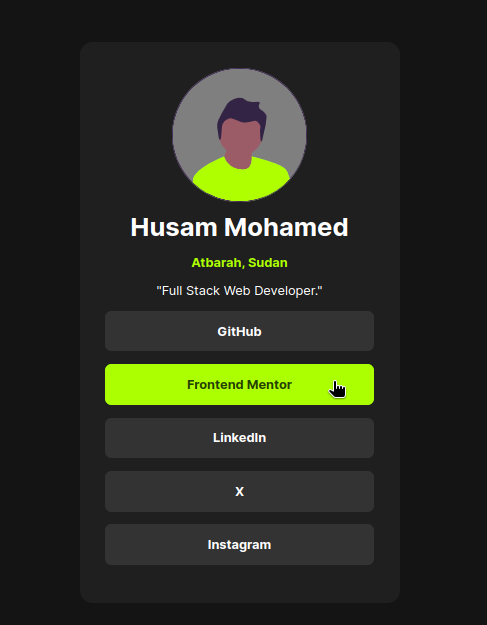 Husam Mohamed
Atbarah, Sudan
"Full Stack Web Developer."
GitHub
Frontend Mentor
LinkedIn
X
Instagram